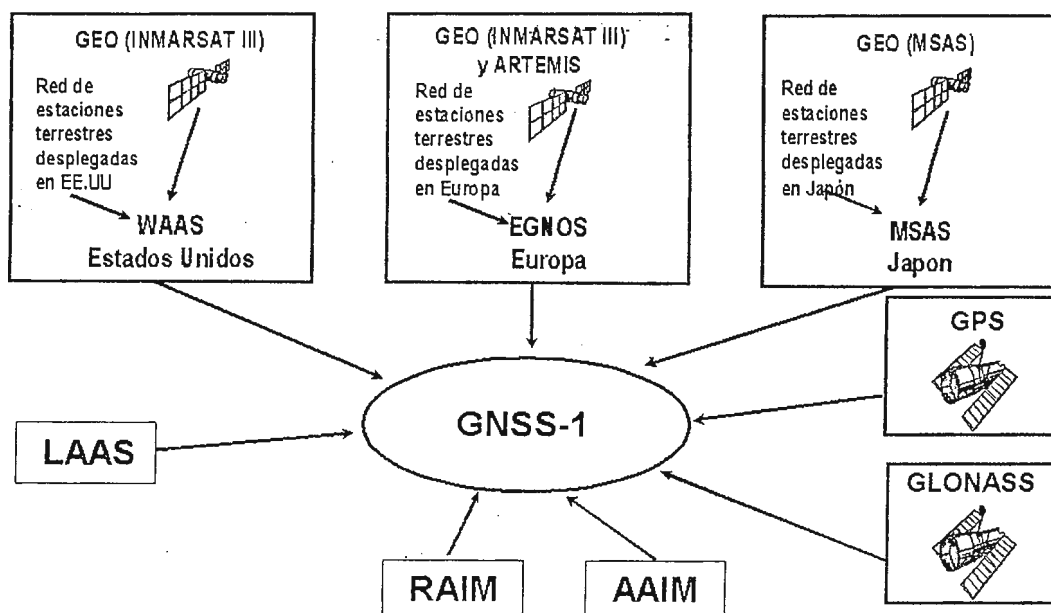 GEO (INMARSAT III)
Red de
estaciones
terrestres
desplegadas
en EE.UU
WAAS
Estados Unidos
GEO (INMARSAT III)
y ARTEMIS
Red de
estaciones
terrestres
desplegadas
en Europa
EGNOS
Europa
GEO (MSAS)
Red de
estaciones
terrestres
desplegadas
en Japón
MSAS
Japon
GPS
GNSS-1
LAAS
GLONASS
RAIM
AAIM